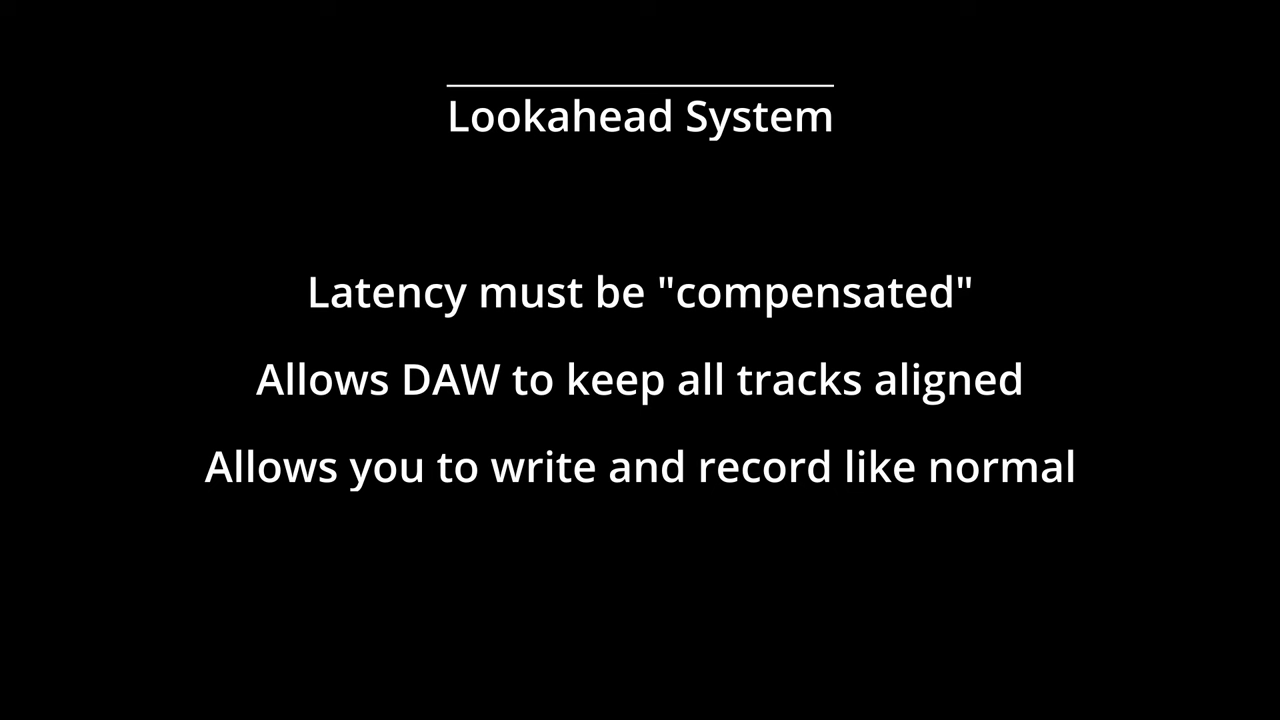 Lookahead System
Latency must be "compensated"
Allows DAW to keep all tracks aligned
Allows you to write and record like normal